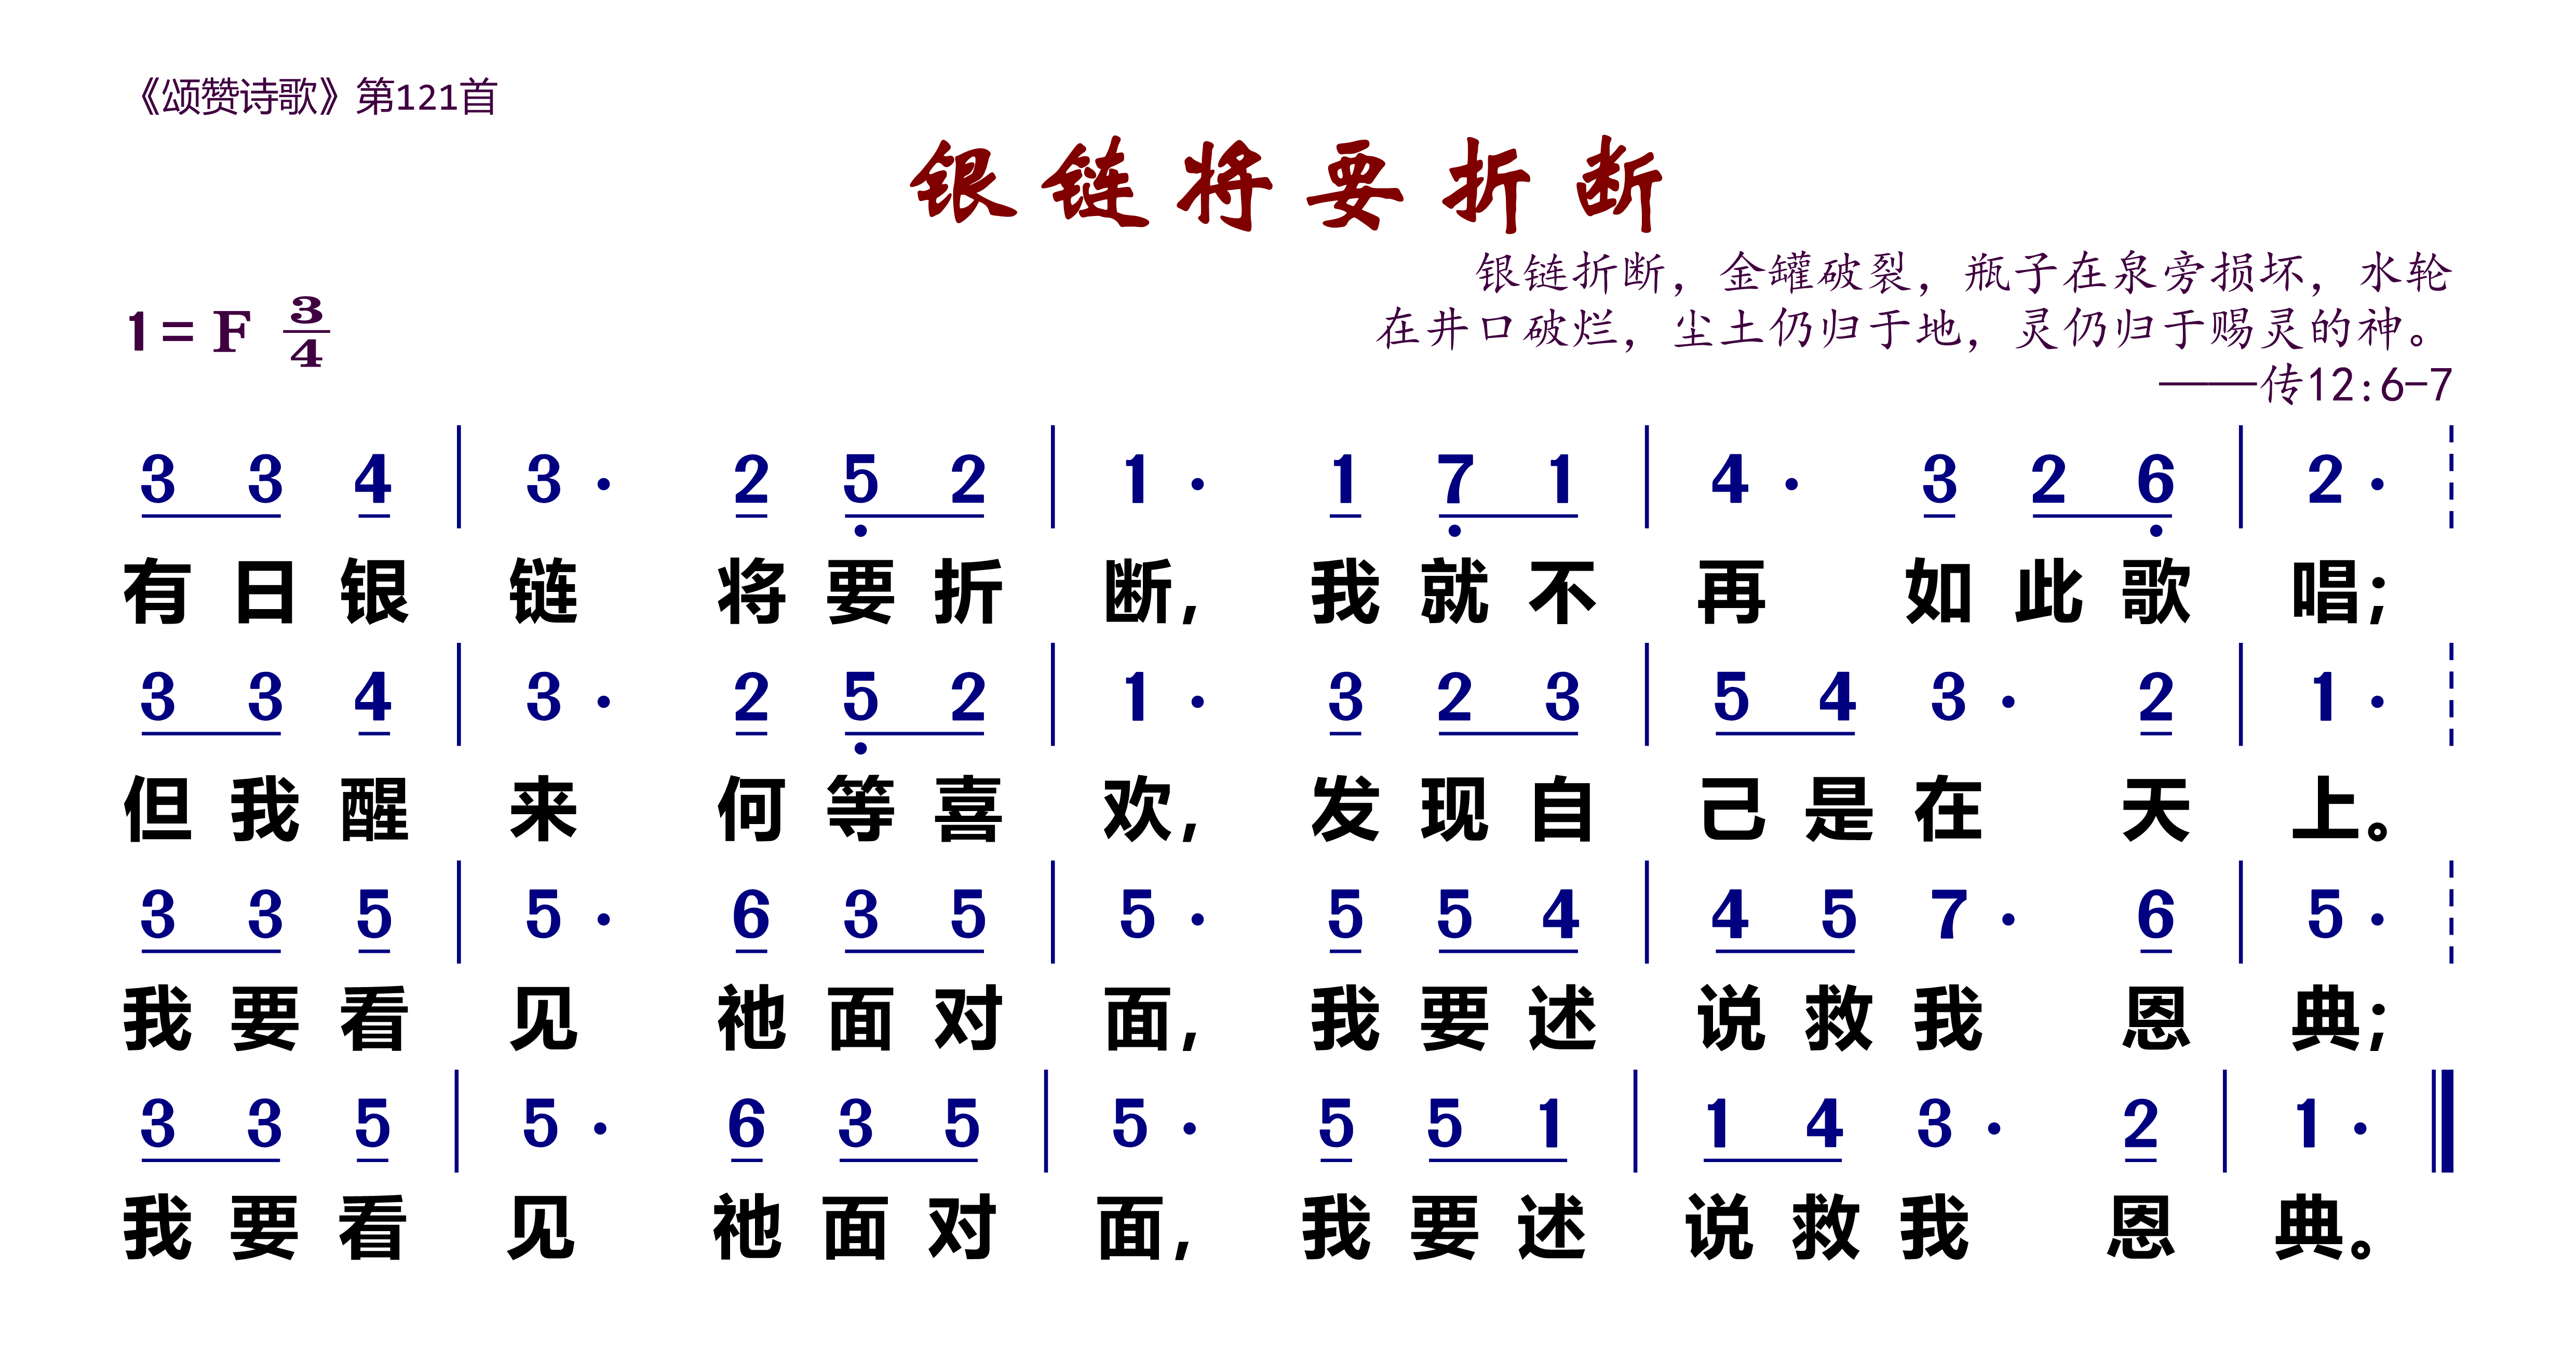 《颂赞诗歌》第121首
银链将要折断
银链折断，金罐破裂，瓶子在泉旁损坏，水轮
在井口破烂，尘土仍归于地，灵仍归于赐灵的神。
——传12:6-7
1= F 3/4
3 3 4 | 3 · 2 5 2 | 1 · 1 7 1 | 4 · 3 2 6 | 2 ·
有日银链将要折断，我就不再如此歌唱；
3 3 4 | 3 · 2 5 2 | 1 · 3 2 3 | 5 4 3 · 2 | 1 ·
但我醒来何等喜欢，发现自己是在天上。
3 3 5 | 5 · 6 3 5 | 5 · 5 5 4 | 4 5 7 · 6 | 5 ·
我要看见祂面对面，我要述说救我恩典；
3 3 5 | 5 · 6 3 5 | 5 · 5 5 1 | 1 4 3 · 2 | 1 ·
我要看见祂面对面，我要述说救我恩典。